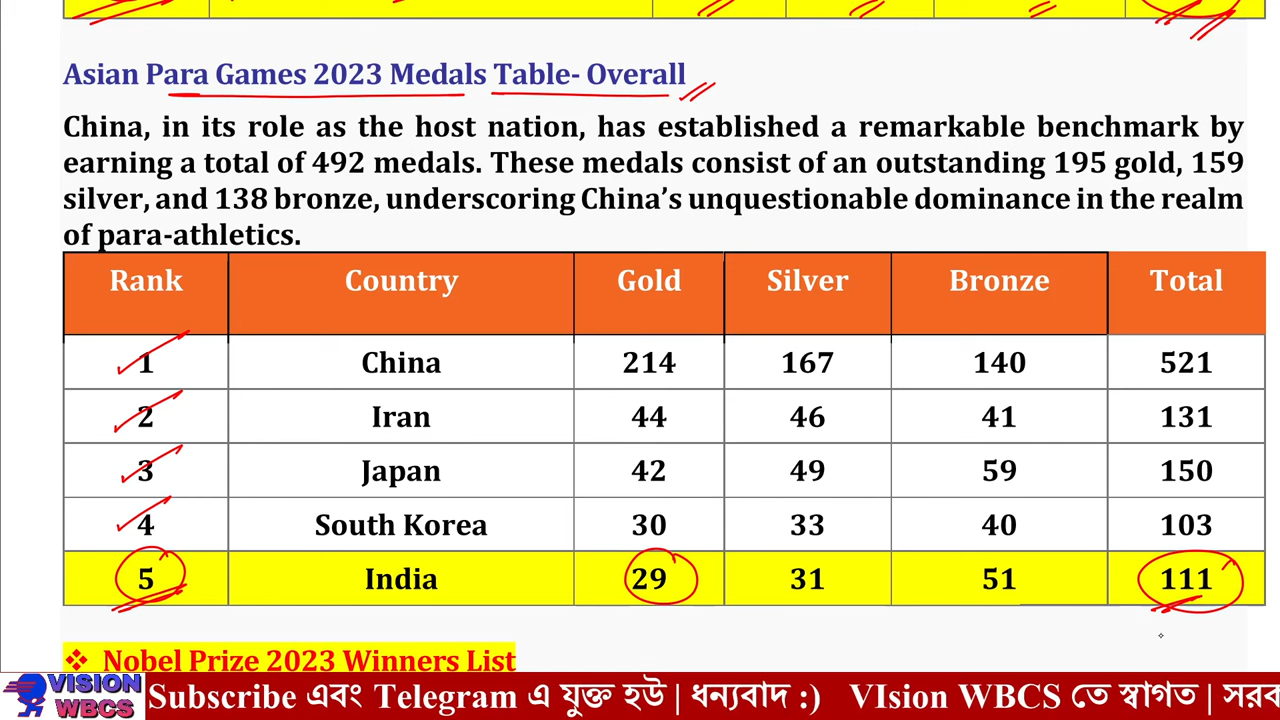 Asian Para Games 2023 Medals Table- Overall
China, in its role as the host nation, has established a remarkable benchmark by
earning a total of 492 medals. These medals consist of an outstanding 195 gold, 159
silver, and 138 bronze, underscoring China's unquestionable dominance in the realm
of para-athletics.
Rank Country Gold Silver Bronze Total
1 China 214 167 140 521
2 Iran 44 46 41 131
3 Japan 42 49 59 150
4 South Korea 30 33 40 103
5 India 29 31 51 111
❖ Nobel Prize 2023 Winners List
VISION
WBCS
Subscribe এবং Telegram এ যুক্ত হউ | ধন্যবাদ :) VIsion WBCS তে স্বাগত | সরব